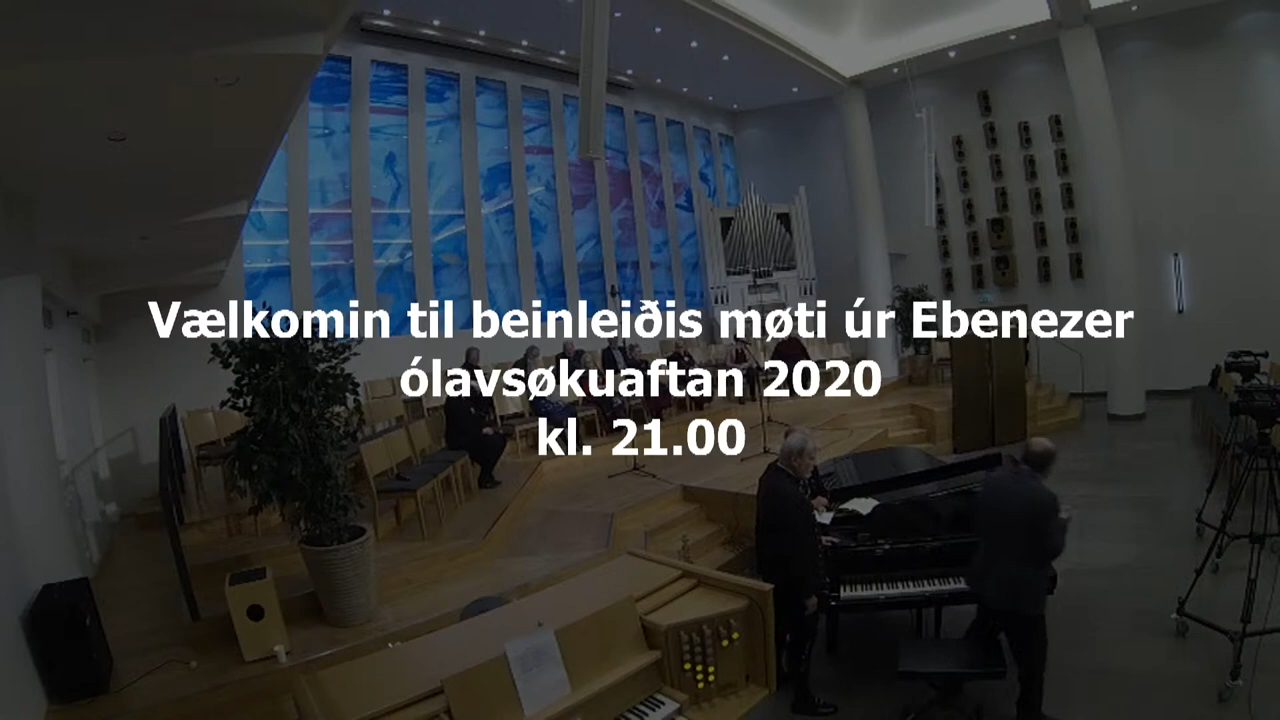 Vælkomin til beinleiðis møti úr Ebenezer
ólavsøkuaftan 2020
kl. 21.00